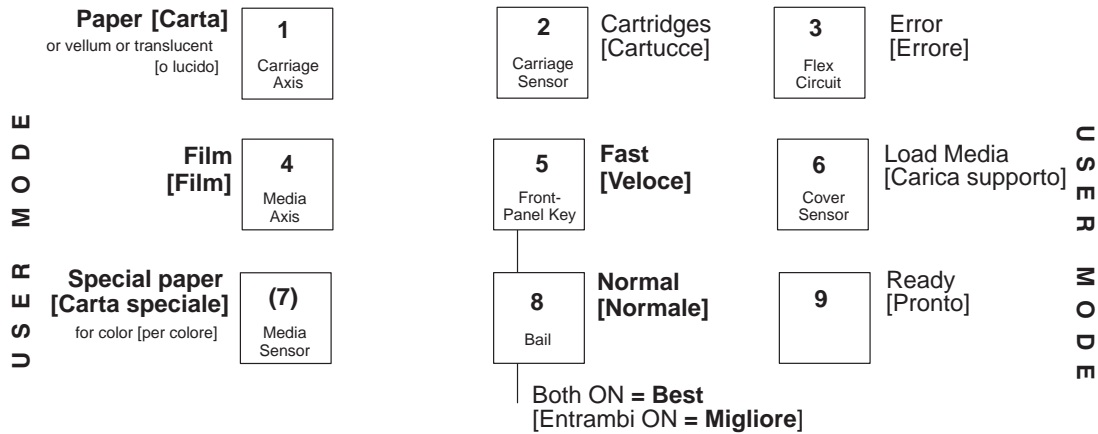 Paper [Carta]
or vellum or translucent
[o lucido]
1
Carriage
Axis
2
Carriage
Sensor
Cartridges
[Cartucce]
3
Flex
Circuit
Error
[Errore]
USER MODE
Film
[Film]
4
Media
Axis
5
Front-
Panel Key
Fast
[Veloce]
6
Cover
Sensor
Load Media
[Carica supporto]
USER MODE
Special paper
[Carta speciale]
for color [per colore]
(7)
Media
Sensor
8
Bail
Normal
[Normale]
9
Ready
[Pronto]
Both ON = Best
[Entrambi ON = Migliore]